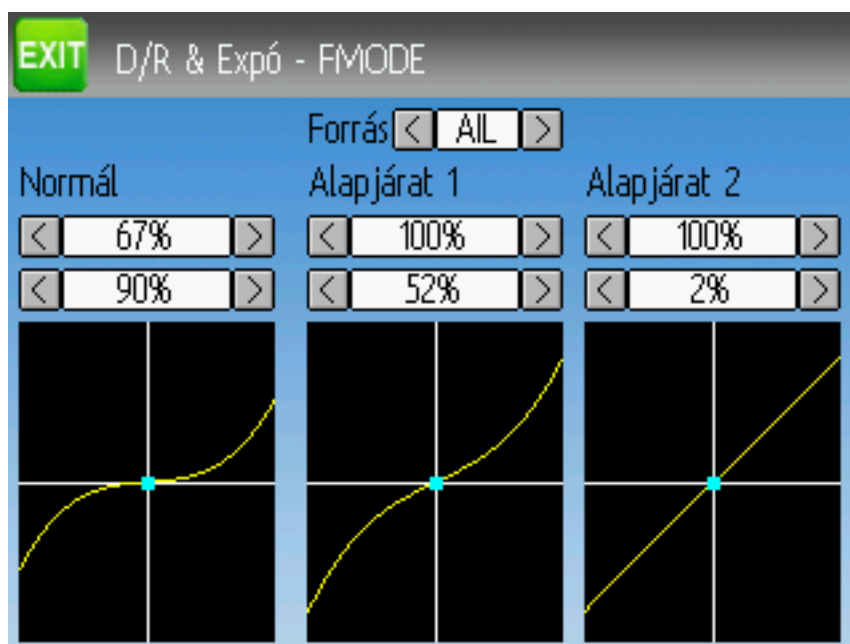 EXIT D/R & Expó - FMODE
Forrás < AIL >
Normál Alapjárat 1 Alapjárat 2
< 67% > < 100% > < 100% >
< 90% > < 52% > < 2% >